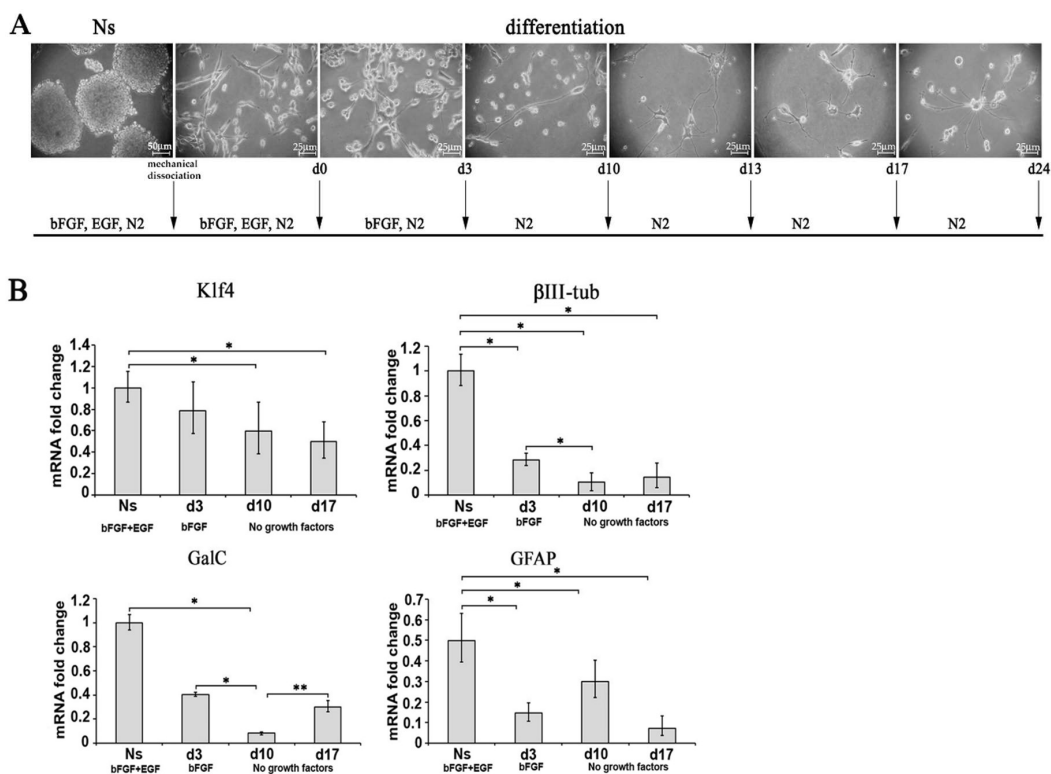 A
Ns
differentiation
50μm
25μm
25μm
25μm
25μm
25μm
25μm
mechanical
dissociation
d0
d3
d10
d13
d17
d24
bFGF, EGF, N2
bFGF, EGF, N2
bFGF, N2
N2
N2
N2
N2
B
Klf4
mRNA fold change
1.4
1.2
1
0.8
0.6
0.4
0.2
0
*
*
Ns
d3
d10
d17
bFGF+EGF
bFGF
No growth factors
βIII-tub
mRNA fold change
1.2
1
0.8
0.6
0.4
0.2
0
*
*
*
*
Ns
d3
d10
d17
bFGF+EGF
bFGF
No growth factors
GalC
mRNA fold change
1.2
1
0.8
0.6
0.4
0.2
0
*
*
**
Ns
d3
d10
d17
bFGF+EGF
bFGF
No growth factors
GFAP
mRNA fold change
0.7
0.6
0.5
0.4
0.3
0.2
0.1
0
*
*
*
Ns
d3
d10
d17
bFGF+EGF
bFGF
No growth factors